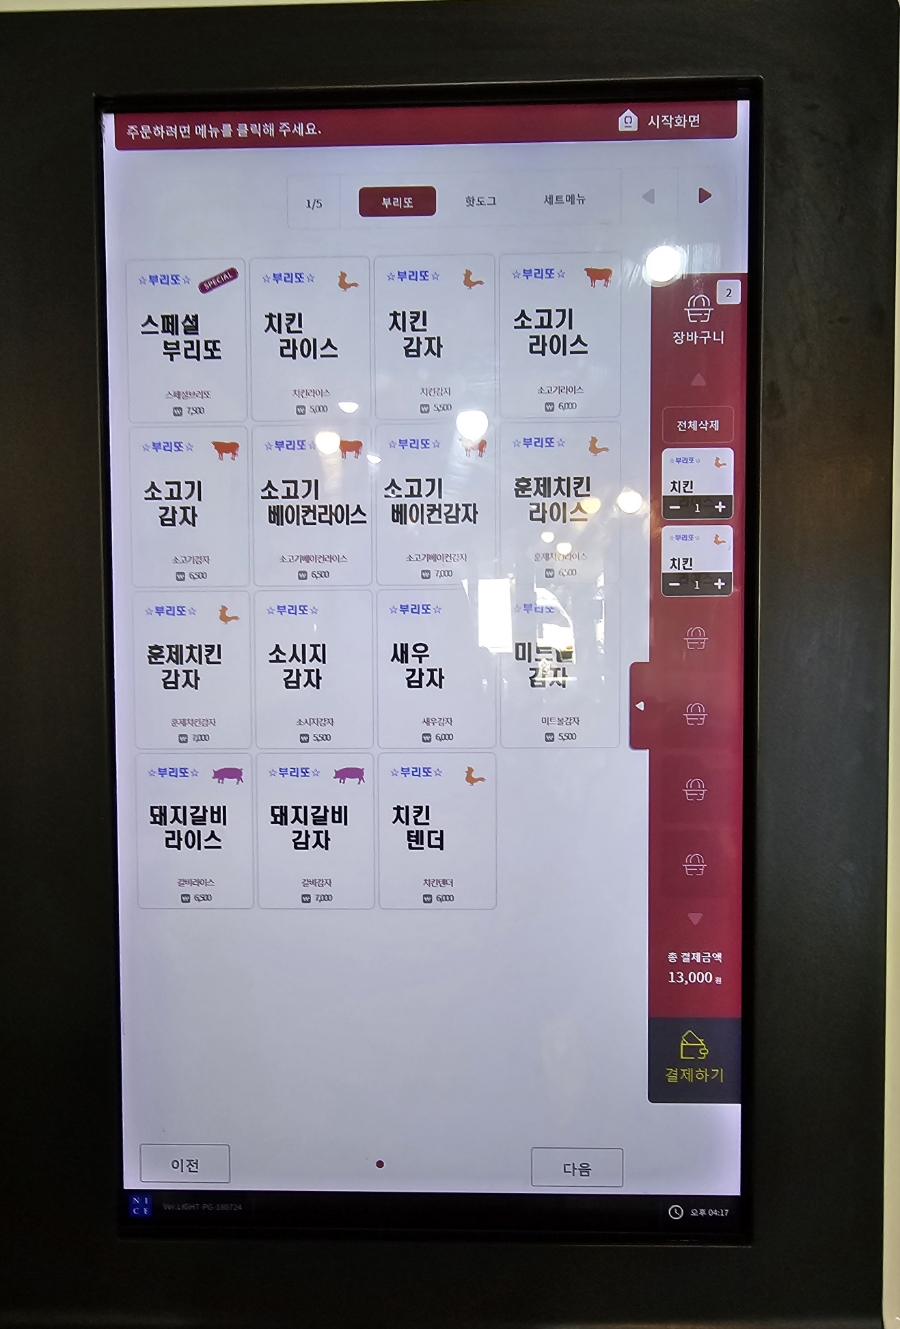 주문하려면 메뉴를 클릭해 주세요.
시작화면
1/5 부리또 핫도그 세트메뉴
☆부리또☆ SPECIAL
스페셜
부리또
스페셜브리또
₩ 7,500
☆부리또☆
치킨
라이스
치킨라이스
₩ 5,000
☆부리또☆
치킨
감자
치킨감자
₩ 5,500
☆부리또☆
소고기
라이스
소고기라이스
₩ 6,000
☆부리또☆
소고기
감자
소고기감자
₩ 6,500
☆부리또☆
소고기
베이컨라이스
소고기베이컨라이스
₩ 6,500
☆부리또☆
소고기
베이컨감자
소고기베이컨감자
₩ 7,000
☆부리또☆
훈제치킨
라이스
훈제치킨라이스
₩ 6,500
☆부리또☆
훈제치킨
감자
훈제치킨감자
₩ 7,000
☆부리또☆
소시지
감자
소시지감자
₩ 5,500
☆부리또☆
새우
감자
새우감자
₩ 6,000
☆부리또
미트볼
감자
미트볼감자
₩ 5,500
☆부리또☆
돼지갈비
라이스
갈비라이스
₩ 6,500
☆부리또☆
돼지갈비
감자
갈비감자
₩ 7,000
☆부리또☆
치킨
텐더
치킨텐더
₩ 6,000
2
장바구니
전체삭제
☆부리또☆
치킨
− 1 +
☆부리또☆
치킨
− 1 +
총 결제금액
13,000 원
결제하기
이전
다음
NICE
Ver.LIGHT-PG-180724
오후 04:17